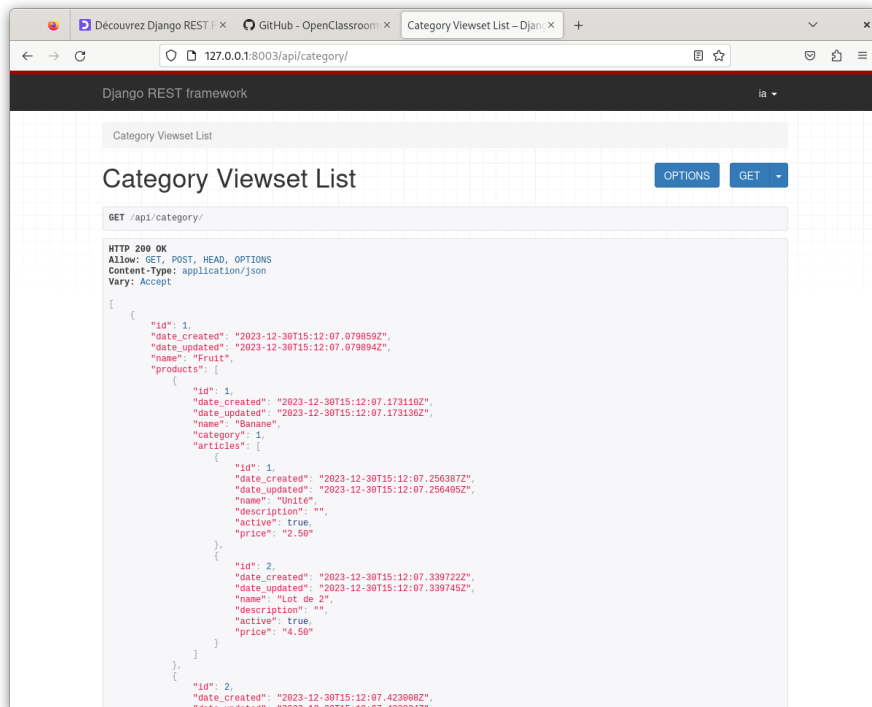 Découvrez Django REST F
GitHub - OpenClassroom
Category Viewset List – Djang
127.0.0.1:8003/api/category/
Django REST framework
ia
Category Viewset List
Category Viewset List
OPTIONS
GET
GET /api/category/
HTTP 200 OK
Allow: GET, POST, HEAD, OPTIONS
Content-Type: application/json
Vary: Accept
[
{
"id": 1,
"date_created": "2023-12-30T15:12:07.079859Z",
"date_updated": "2023-12-30T15:12:07.079894Z",
"name": "Fruit",
"products": [
{
"id": 1,
"date_created": "2023-12-30T15:12:07.173110Z",
"date_updated": "2023-12-30T15:12:07.173136Z",
"name": "Banane",
"category": 1,
"articles": [
{
"id": 1,
"date_created": "2023-12-30T15:12:07.256387Z",
"date_updated": "2023-12-30T15:12:07.256405Z",
"name": "Unité",
"description": "",
"active": true,
"price": "2.50"
},
{
"id": 2,
"date_created": "2023-12-30T15:12:07.339722Z",
"date_updated": "2023-12-30T15:12:07.339745Z",
"name": "Lot de 2",
"description": "",
"active": true,
"price": "4.50"
}
]
},
{
"id": 2,
"date_created": "2023-12-30T15:12:07.423008Z",